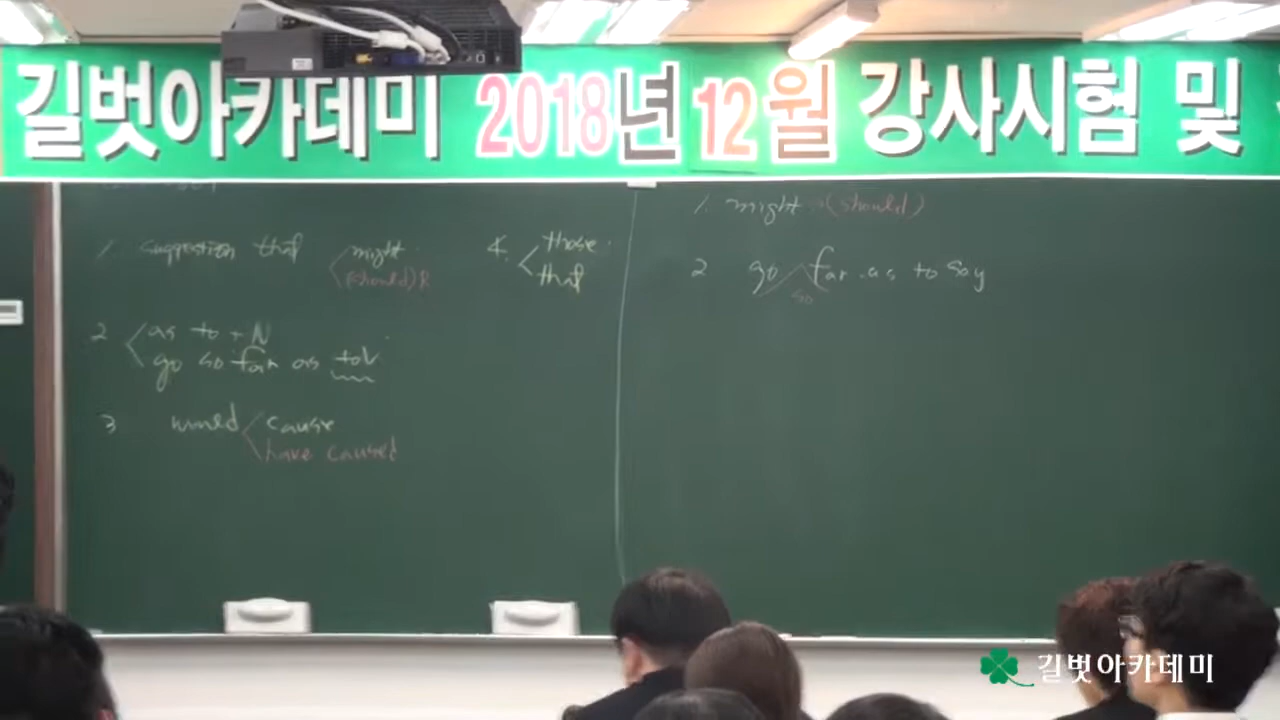 길벗아카데미 2018년 12월 강사시험 및
1. suggestion that
might
(should) R
4. those
that
2 as to + N
go so far as to V
3 would cause
have caused
1. might (should)
2 go far as to say
so
길벗아카데미